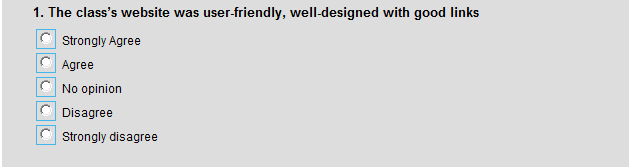 1. The class's website was user-friendly, well-designed with good links
Strongly Agree
Agree
No opinion
Disagree
Strongly disagree